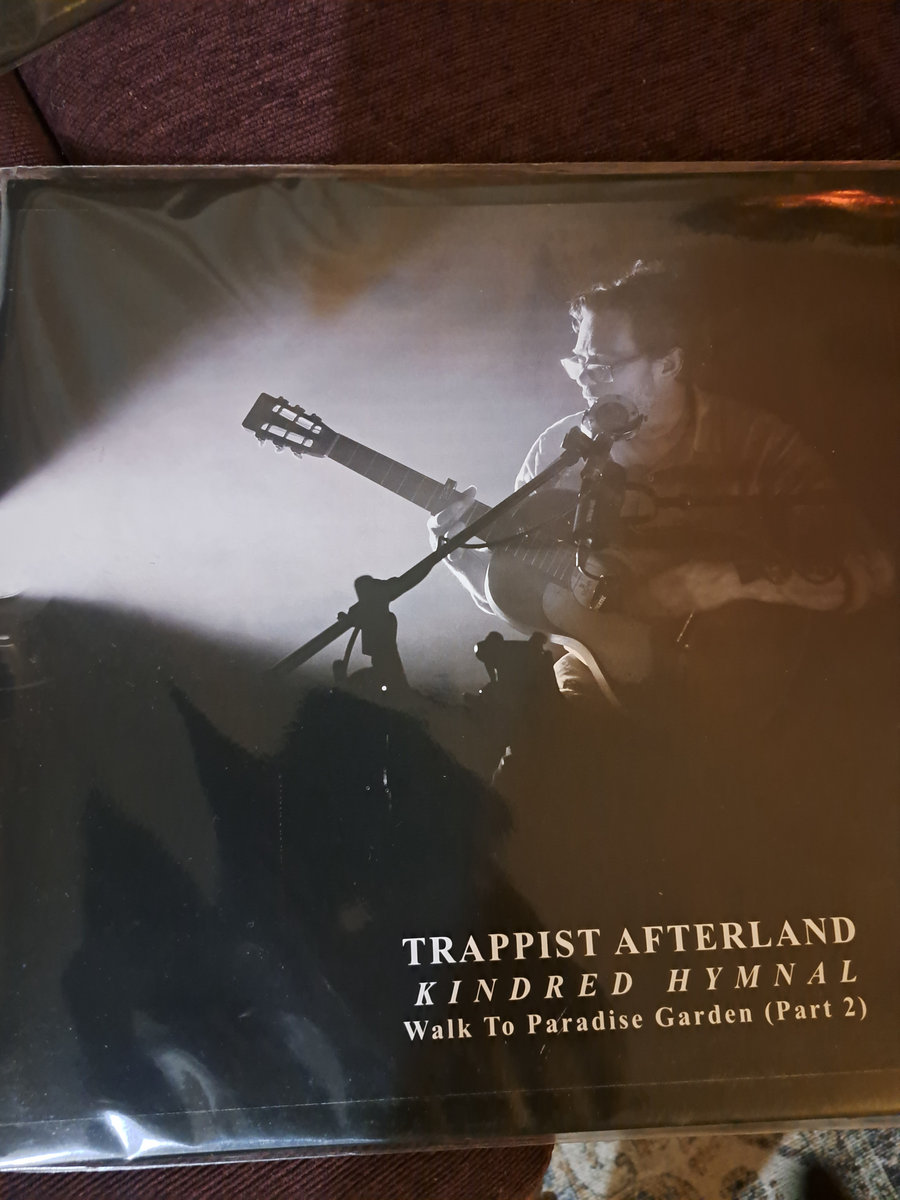 TRAPPIST AFTERLAND
KINDRED HYMNAL
Walk To Paradise Garden (Part 2)